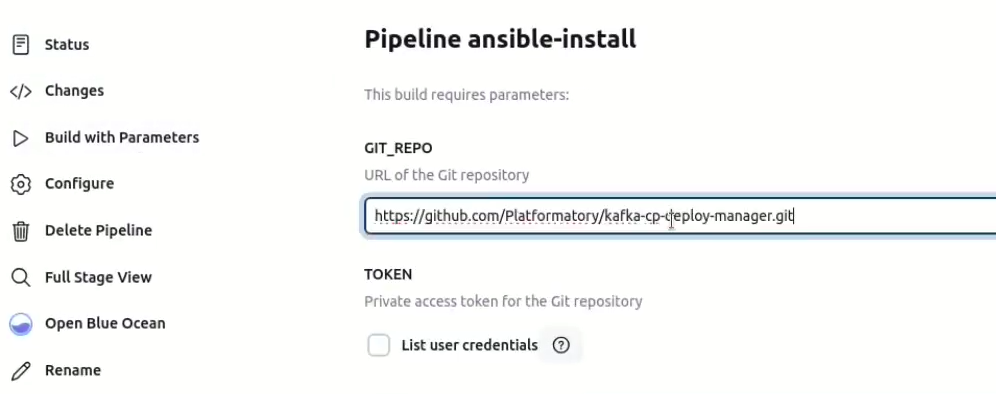 Status
Changes
Build with Parameters
Configure
Delete Pipeline
Full Stage View
Open Blue Ocean
Rename
Pipeline ansible-install
This build requires parameters:
GIT_REPO
URL of the Git repository
https://github.com/Platformatory/kafka-cp-deploy-manager.git
TOKEN
Private access token for the Git repository
List user credentials ?